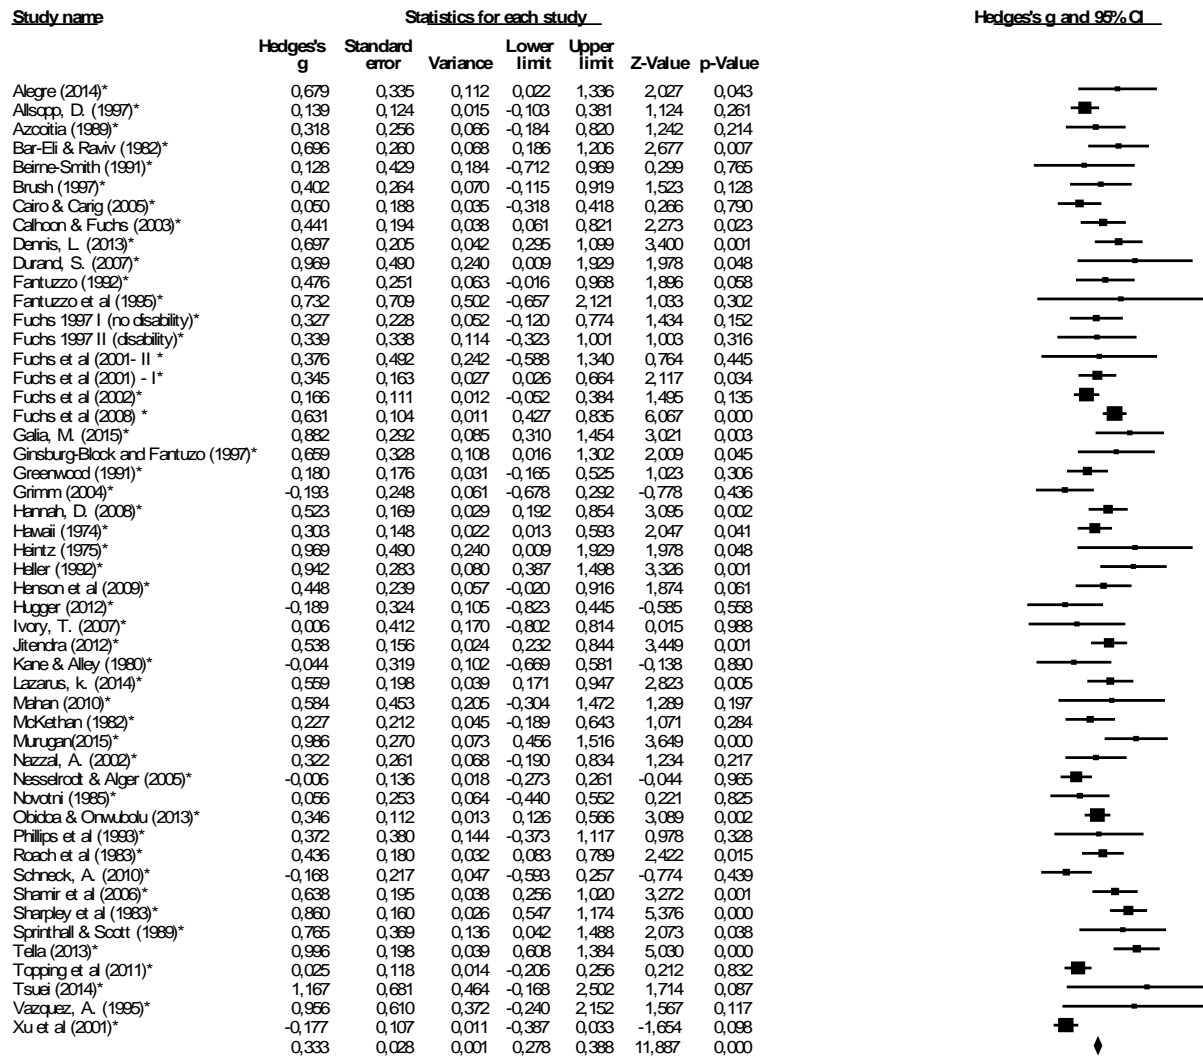 Study name Statistics for each study Hedges's g and 95% CI
Hedges's Standard Lower Upper
g error Variance limit limit Z-Value p-Value
Alegre (2014)* 0,679 0,335 0,112 0,022 1,336 2,027 0,043
Allsopp, D. (1997)* 0,139 0,124 0,015 -0,103 0,381 1,124 0,261
Azcoitia (1989)* 0,318 0,256 0,066 -0,184 0,820 1,242 0,214
Bar-Eli & Raviv (1982)* 0,696 0,260 0,068 0,186 1,206 2,677 0,007
Beirne-Smith (1991)* 0,128 0,429 0,184 -0,712 0,969 0,299 0,765
Brush (1997)* 0,402 0,264 0,070 -0,115 0,919 1,523 0,128
Cairo & Carig (2005)* 0,050 0,188 0,035 -0,318 0,418 0,266 0,790
Calhoon & Fuchs (2003)* 0,441 0,194 0,038 0,061 0,821 2,273 0,023
Dennis, L. (2013)* 0,697 0,205 0,042 0,295 1,099 3,400 0,001
Durand, S. (2007)* 0,969 0,490 0,240 0,009 1,929 1,978 0,048
Fantuzzo (1992)* 0,476 0,251 0,063 -0,016 0,968 1,896 0,058
Fantuzzo et al (1995)* 0,732 0,709 0,502 -0,657 2,121 1,033 0,302
Fuchs 1997 I (no disability)* 0,327 0,228 0,052 -0,120 0,774 1,434 0,152
Fuchs 1997 II (disability)* 0,339 0,338 0,114 -0,323 1,001 1,003 0,316
Fuchs et al (2001- II * 0,376 0,492 0,242 -0,588 1,340 0,764 0,445
Fuchs et al (2001) - I* 0,345 0,163 0,027 0,026 0,664 2,117 0,034
Fuchs et al (2002)* 0,166 0,111 0,012 -0,052 0,384 1,495 0,135
Fuchs et al (2008) * 0,631 0,104 0,011 0,427 0,835 6,067 0,000
Galia, M. (2015)* 0,882 0,292 0,085 0,310 1,454 3,021 0,003
Ginsburg-Block and Fantuzo (1997)* 0,659 0,328 0,108 0,016 1,302 2,009 0,045
Greenwood (1991)* 0,180 0,176 0,031 -0,165 0,525 1,023 0,306
Grimm (2004)* -0,193 0,248 0,061 -0,678 0,292 -0,778 0,436
Hannah, D. (2008)* 0,523 0,169 0,029 0,192 0,854 3,095 0,002
Hawaii (1974)* 0,303 0,148 0,022 0,013 0,593 2,047 0,041
Heintz (1975)* 0,969 0,490 0,240 0,009 1,929 1,978 0,048
Heller (1992)* 0,942 0,283 0,080 0,387 1,498 3,326 0,001
Henson et al (2009)* 0,448 0,239 0,057 -0,020 0,916 1,874 0,061
Hugger (2012)* -0,189 0,324 0,105 -0,823 0,445 -0,585 0,558
Ivory, T. (2007)* 0,006 0,412 0,170 -0,802 0,814 0,015 0,988
Jitendra (2012)* 0,538 0,156 0,024 0,232 0,844 3,449 0,001
Kane & Alley (1980)* -0,044 0,319 0,102 -0,669 0,581 -0,138 0,890
Lazarus, k. (2014)* 0,559 0,198 0,039 0,171 0,947 2,823 0,005
Mahan (2010)* 0,584 0,453 0,205 -0,304 1,472 1,289 0,197
McKethan (1982)* 0,227 0,212 0,045 -0,189 0,643 1,071 0,284
Murugan(2015)* 0,986 0,270 0,073 0,456 1,516 3,649 0,000
Nazzal, A. (2002)* 0,322 0,261 0,068 -0,190 0,834 1,234 0,217
Nesselrodt & Alger (2005)* -0,006 0,136 0,018 -0,273 0,261 -0,044 0,965
Novotni (1985)* 0,056 0,253 0,064 -0,440 0,552 0,221 0,825
Obidoa & Onwubolu (2013)* 0,346 0,112 0,013 0,126 0,566 3,089 0,002
Phillips et al (1993)* 0,372 0,380 0,144 -0,373 1,117 0,978 0,328
Roach et al (1983)* 0,436 0,180 0,032 0,083 0,789 2,422 0,015
Schneck, A. (2010)* -0,168 0,217 0,047 -0,593 0,257 -0,774 0,439
Shamir et al (2006)* 0,638 0,195 0,038 0,256 1,020 3,272 0,001
Sharpley et al (1983)* 0,860 0,160 0,026 0,547 1,174 5,376 0,000
Sprinthall & Scott (1989)* 0,765 0,369 0,136 0,042 1,488 2,073 0,038
Tella (2013)* 0,996 0,198 0,039 0,608 1,384 5,030 0,000
Topping et al (2011)* 0,025 0,118 0,014 -0,206 0,256 0,212 0,832
Tsuei (2014)* 1,167 0,681 0,464 -0,168 2,502 1,714 0,087
Vazquez, A. (1995)* 0,956 0,610 0,372 -0,240 2,152 1,567 0,117
Xu et al (2001)* -0,177 0,107 0,011 -0,387 0,033 -1,654 0,098
0,333 0,028 0,001 0,278 0,388 11,887 0,000